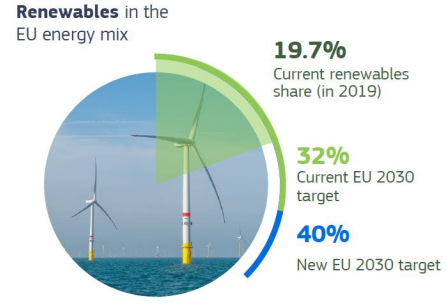 Renewables in the
EU energy mix
19.7%
Current renewables
share (in 2019)
32%
Current EU 2030
target
40%
New EU 2030 target